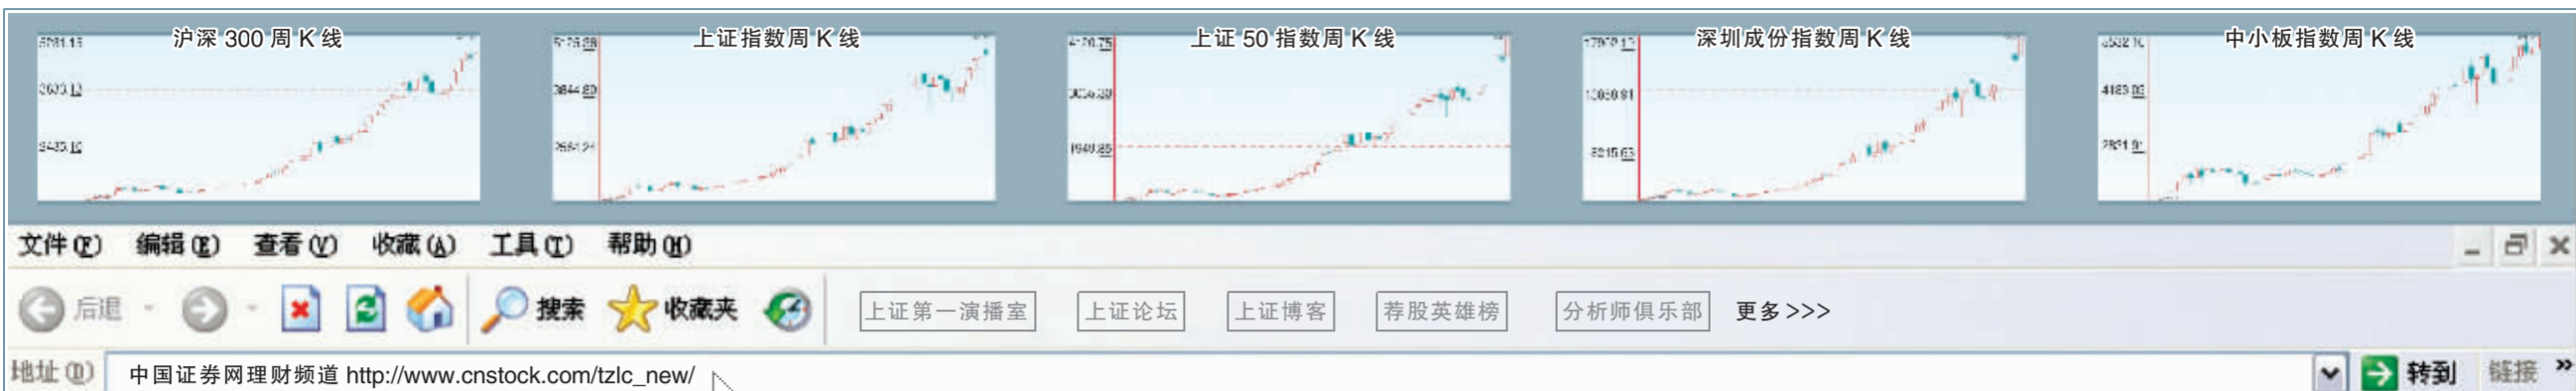 沪深 300 周 K 线
上证指数周 K 线
上证 50 指数周 K 线
深圳成份指数周 K 线
中小板指数周 K 线
文件(F) 编辑(E) 查看(V) 收藏(A) 工具(T) 帮助(H)
后退 搜索 收藏夹 上证第一演播室 上证论坛 上证博客 荐股英雄榜 分析师俱乐部 更多>>>
地址(D) 中国证券网理财频道 http://www.cnstock.com/tzlc_new/ 转到 链接 »